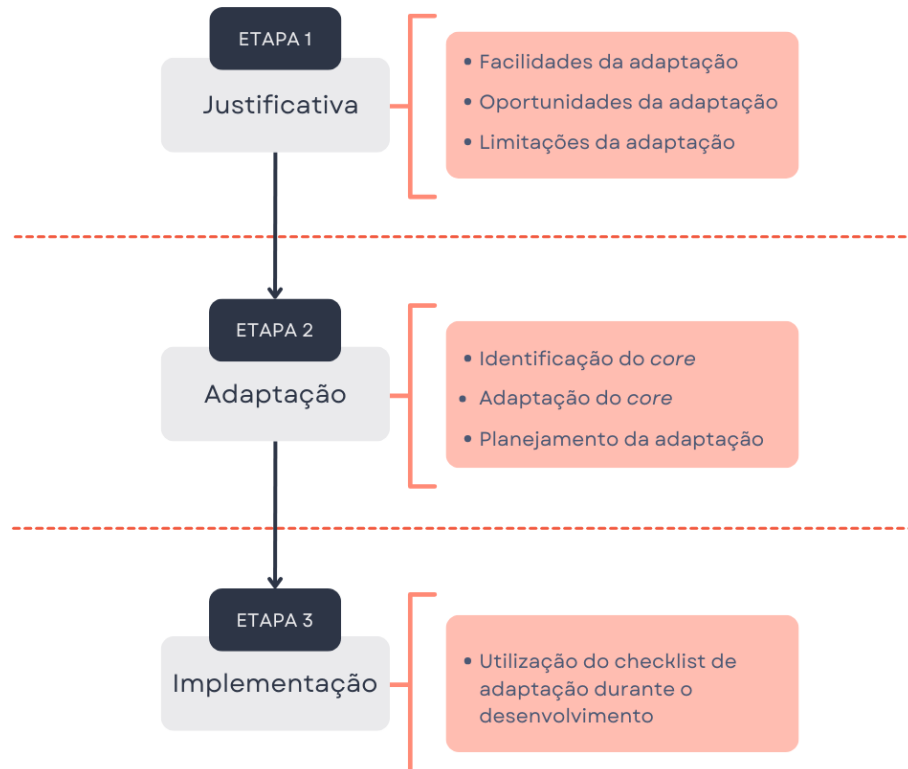 ETAPA 1
Justificativa
• Facilidades da adaptação
• Oportunidades da adaptação
• Limitações da adaptação
ETAPA 2
Adaptação
• Identificação do core
• Adaptação do core
• Planejamento da adaptação
ETAPA 3
Implementação
• Utilização do checklist de
adaptação durante o
desenvolvimento